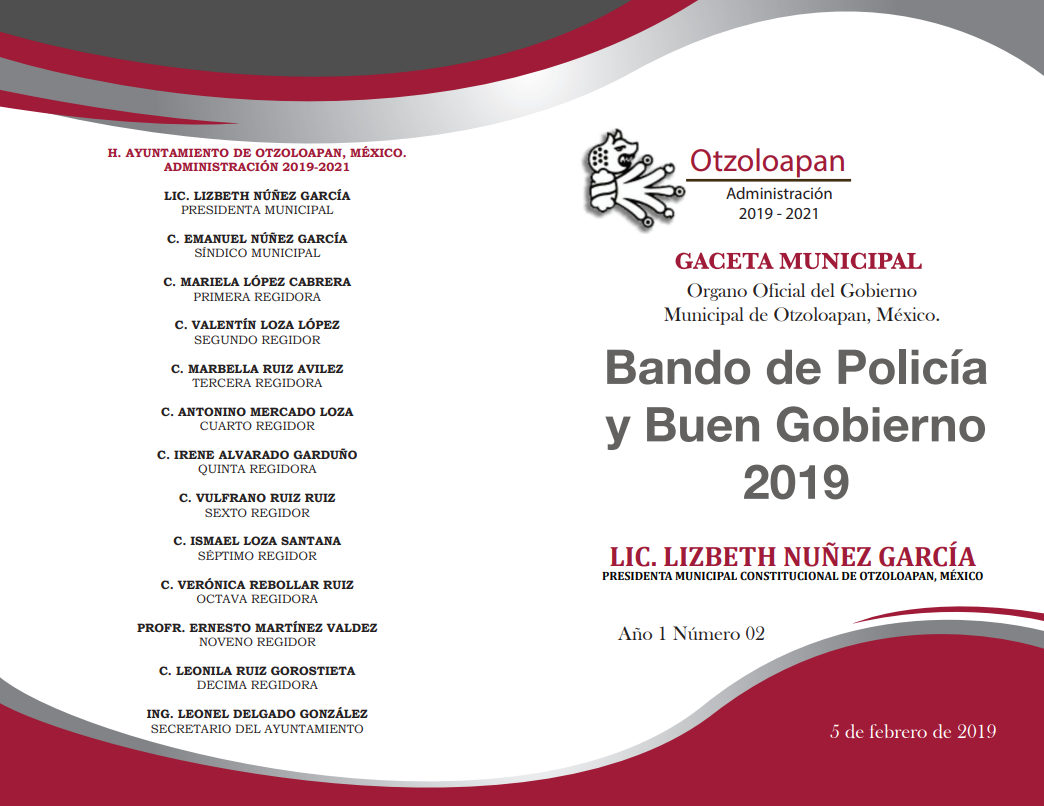 H. AYUNTAMIENTO DE OTZOLOAPAN, MÉXICO.
ADMINISTRACIÓN 2019-2021
LIC. LIZBETH NÚÑEZ GARCÍA
PRESIDENTA MUNICIPAL
C. EMANUEL NÚÑEZ GARCÍA
SÍNDICO MUNICIPAL
C. MARIELA LÓPEZ CABRERA
PRIMERA REGIDORA
C. VALENTÍN LOZA LÓPEZ
SEGUNDO REGIDOR
C. MARBELLA RUIZ AVILEZ
TERCERA REGIDORA
C. ANTONINO MERCADO LOZA
CUARTO REGIDOR
C. IRENE ALVARADO GARDUÑO
QUINTA REGIDORA
C. VULFRANO RUIZ RUIZ
SEXTO REGIDOR
C. ISMAEL LOZA SANTANA
SÉPTIMO REGIDOR
C. VERÓNICA REBOLLAR RUIZ
OCTAVA REGIDORA
PROFR. ERNESTO MARTÍNEZ VALDEZ
NOVENO REGIDOR
C. LEONILA RUIZ GOROSTIETA
DECIMA REGIDORA
ING. LEONEL DELGADO GONZÁLEZ
SECRETARIO DEL AYUNTAMIENTO
Otzoloapan
Administración
2019 - 2021
GACETA MUNICIPAL
Organo Oficial del Gobierno
Municipal de Otzoloapan, México.
Bando de Policía
y Buen Gobierno
2019
LIC. LIZBETH NUÑEZ GARCÍA
PRESIDENTA MUNICIPAL CONSTITUCIONAL DE OTZOLOAPAN, MÉXICO
Año 1 Número 02
5 de febrero de 2019